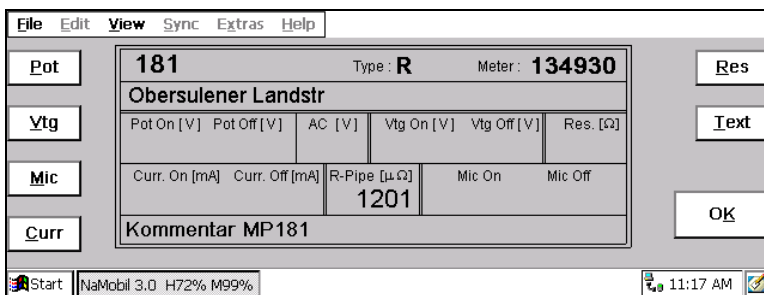 File Edit View Sync Extras Help
Pot
Vtg
Mic
Curr
181 Type : R Meter : 134930
Obersulener Landstr
Pot On [V] Pot Off [V] AC [V] Vtg On [V] Vtg Off [V] Res. [Ω]
Curr. On [mA] Curr. Off [mA] R-Pipe [µΩ] Mic On Mic Off
1201
Kommentar MP181
Res
Text
OK
Start NaMobil 3.0 H72% M99% 11:17 AM